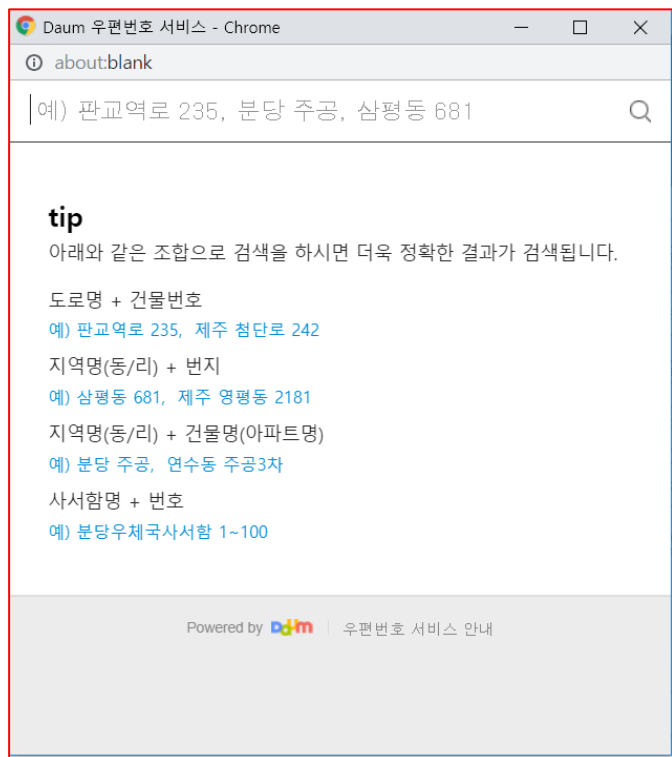 Daum 우편번호 서비스 - Chrome
about:blank
예) 판교역로 235, 분당 주공, 삼평동 681
tip
아래와 같은 조합으로 검색을 하시면 더욱 정확한 결과가 검색됩니다.
도로명 + 건물번호
예) 판교역로 235, 제주 첨단로 242
지역명(동/리) + 번지
예) 삼평동 681, 제주 영평동 2181
지역명(동/리) + 건물명(아파트명)
예) 분당 주공, 연수동 주공3차
사서함명 + 번호
예) 분당우체국사서함 1~100
Powered by Daum 우편번호 서비스 안내